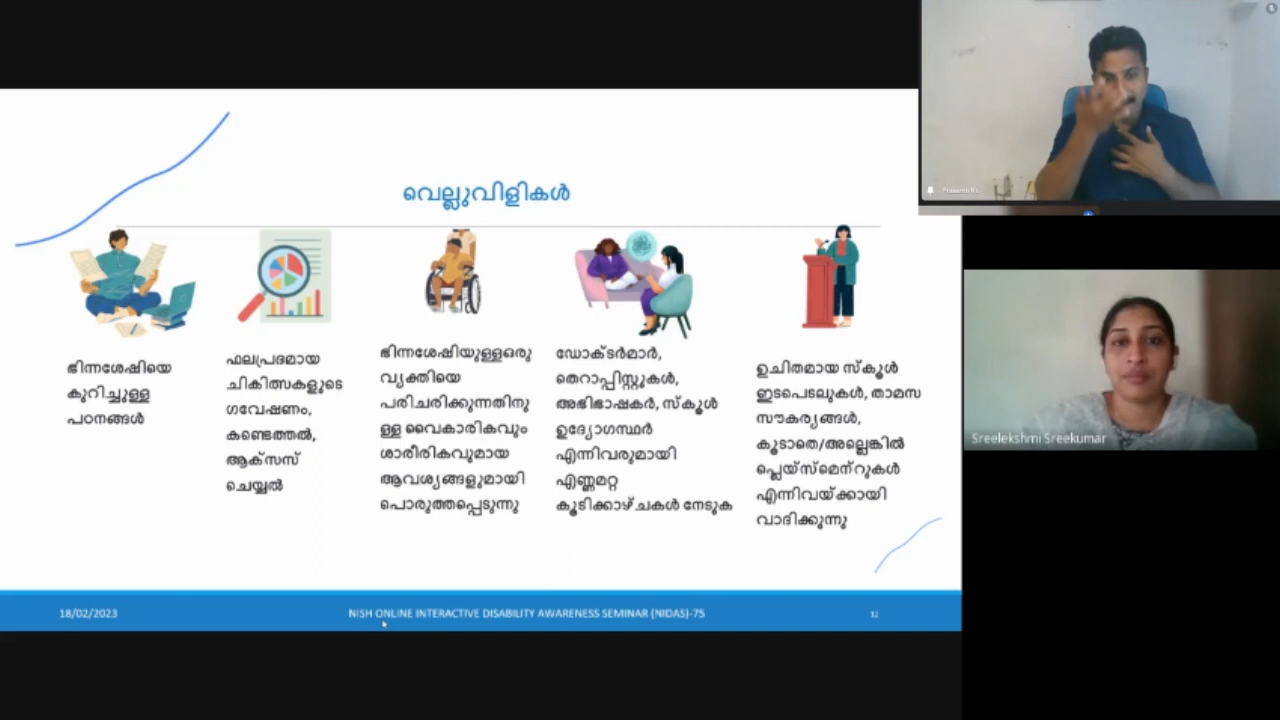 വെല്ലുവിളികൾ
ഭിന്നശേഷിയെ
കുറിച്ചുള്ള
പഠനങ്ങൾ
ഫലപ്രദമായ
ചികിത്സകളുടെ
ഗവേഷണം,
കണ്ടെത്തൽ,
ആക്സസ്
ചെയ്യൽ
ഭിന്നശേഷിയുള്ളഒരു
വ്യക്തിയെ
പരിചരിക്കുന്നതിനു
ള്ള വൈകാരികവും
ശാരീരികവുമായ
ആവശ്യങ്ങളുമായി
പൊരുത്തപ്പെടുന്നു
ഡോക്ടർമാർ,
തെറാപ്പിസ്റ്റുകൾ,
അഭിഭാഷകർ, സ്കൂൾ
ഉദ്യോഗസ്ഥർ
എന്നിവരുമായി
എണ്ണമറ്റ
കൂടിക്കാഴ്ചകൾ നേടുക
ഉചിതമായ സ്കൂൾ
ഇടപെടലുകൾ, താമസ
സൗകര്യങ്ങൾ,
കൂടാതെ/അല്ലെങ്കിൽ
പ്ലെയ്സ്മെന്റുകൾ
എന്നിവയ്ക്കായി
വാദിക്കുന്നു
18/02/2023
NISH ONLINE INTERACTIVE DISABILITY AWARENESS SEMINAR (NIDAS)-75
12
Sreelekshmi Sreekumar